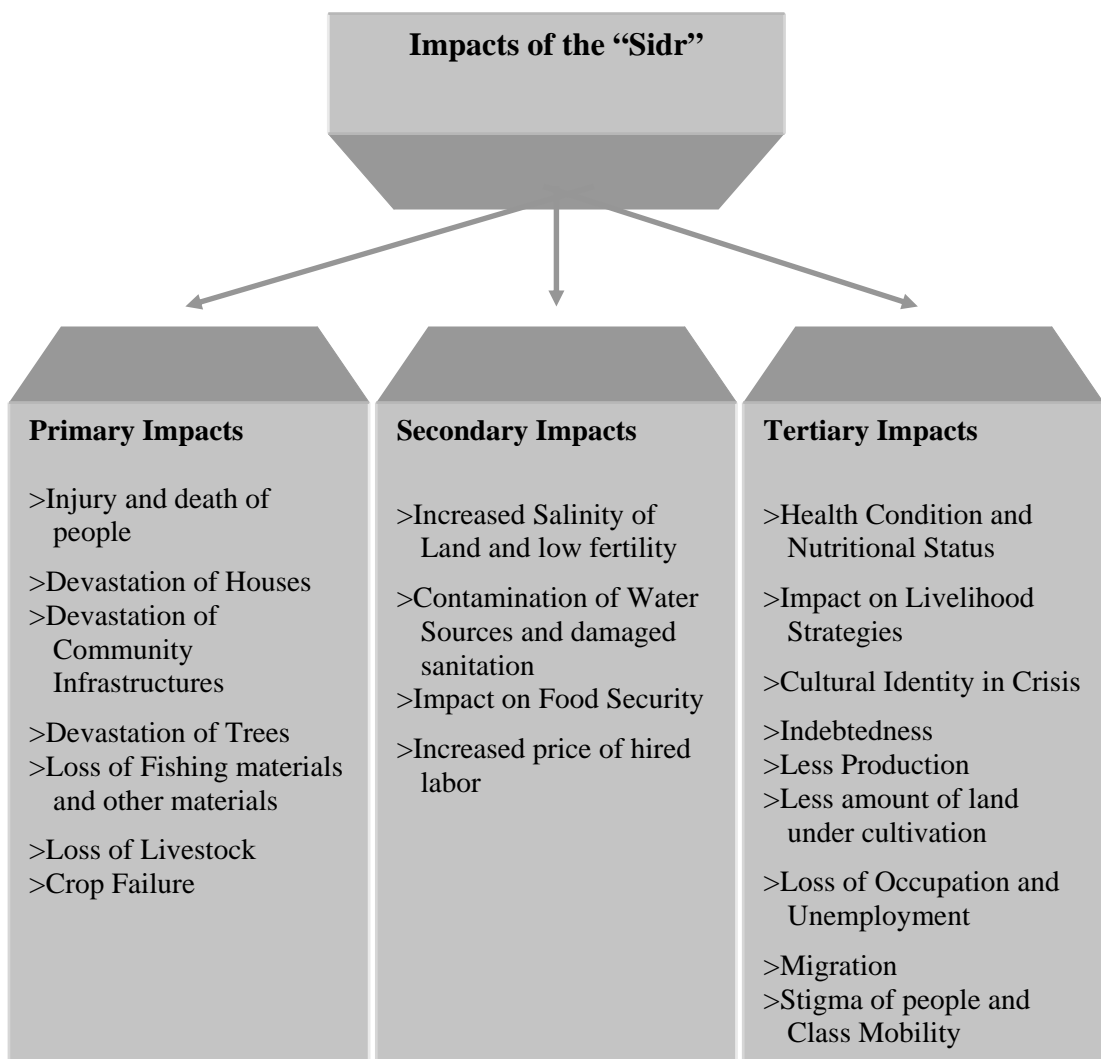 Impacts of the “Sidr”
Primary Impacts
>Injury and death of
people
>Devastation of Houses
>Devastation of
Community
Infrastructures
>Devastation of Trees
>Loss of Fishing materials
and other materials
>Loss of Livestock
>Crop Failure
Secondary Impacts
>Increased Salinity of
Land and low fertility
>Contamination of Water
Sources and damaged
sanitation
>Impact on Food Security
>Increased price of hired
labor
Tertiary Impacts
>Health Condition and
Nutritional Status
>Impact on Livelihood
Strategies
>Cultural Identity in Crisis
>Indebtedness
>Less Production
>Less amount of land
under cultivation
>Loss of Occupation and
Unemployment
>Migration
>Stigma of people and
Class Mobility